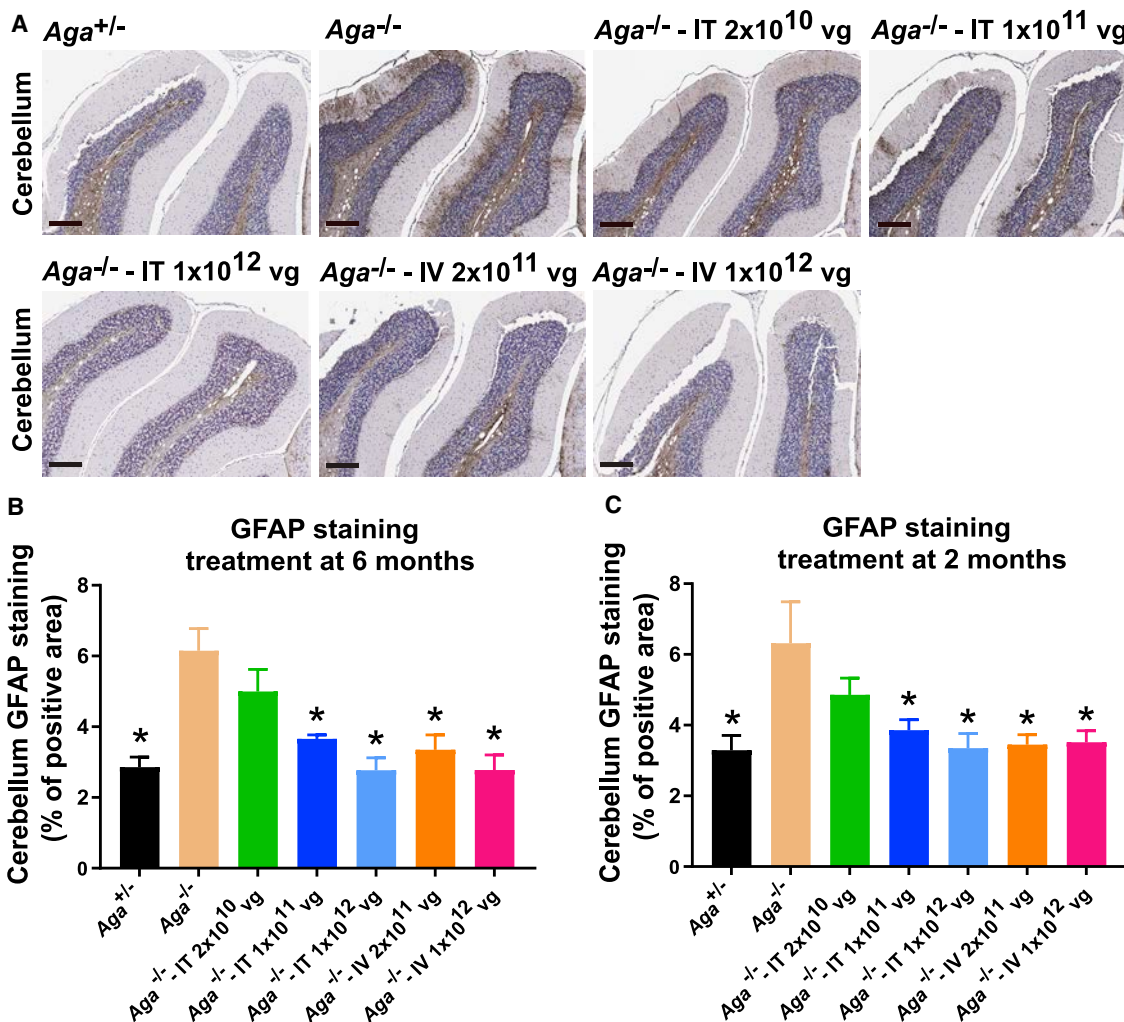 A
Aga+/-
Aga-/-
Aga-/- - IT 2x10^10 vg
Aga-/- - IT 1x10^11 vg
Cerebellum
Aga-/- - IT 1x10^12 vg
Aga-/- - IV 2x10^11 vg
Aga-/- - IV 1x10^12 vg
Cerebellum
B
GFAP staining
treatment at 6 months
Cerebellum GFAP staining
(% of positive area)
8
6
4
2
0
*
*
*
*
*
Aga+/-
Aga-/-
Aga-/- - IT 2x10^10 vg
Aga-/- - IT 1x10^11 vg
Aga-/- - IT 1x10^12 vg
Aga-/- - IV 2x10^11 vg
Aga-/- - IV 1x10^12 vg
C
GFAP staining
treatment at 2 months
Cerebellum GFAP staining
(% of positive area)
8
6
4
2
0
*
*
*
*
*
Aga+/-
Aga-/-
Aga-/- - IT 2x10^10 vg
Aga-/- - IT 1x10^11 vg
Aga-/- - IT 1x10^12 vg
Aga-/- - IV 2x10^11 vg
Aga-/- - IV 1x10^12 vg